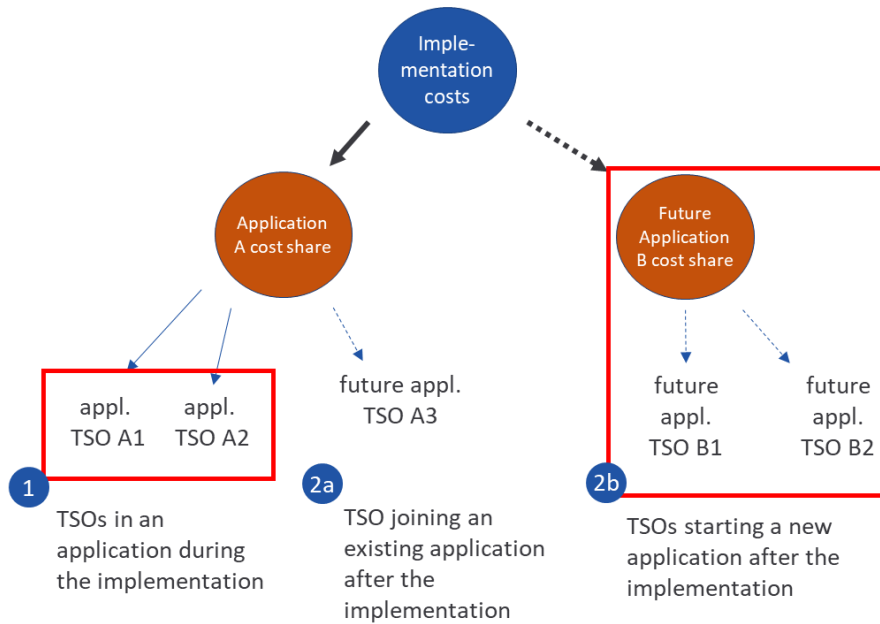 Imple-
mentation
costs
Application
A cost share
Future
Application
B cost share
appl.
TSO A1
appl.
TSO A2
future appl.
TSO A3
future
appl.
TSO B1
future
appl.
TSO B2
1
TSOs in an
application during
the implementation
2a
TSO joining an
existing application
after the
implementation
2b
TSOs starting a new
application after the
implementation